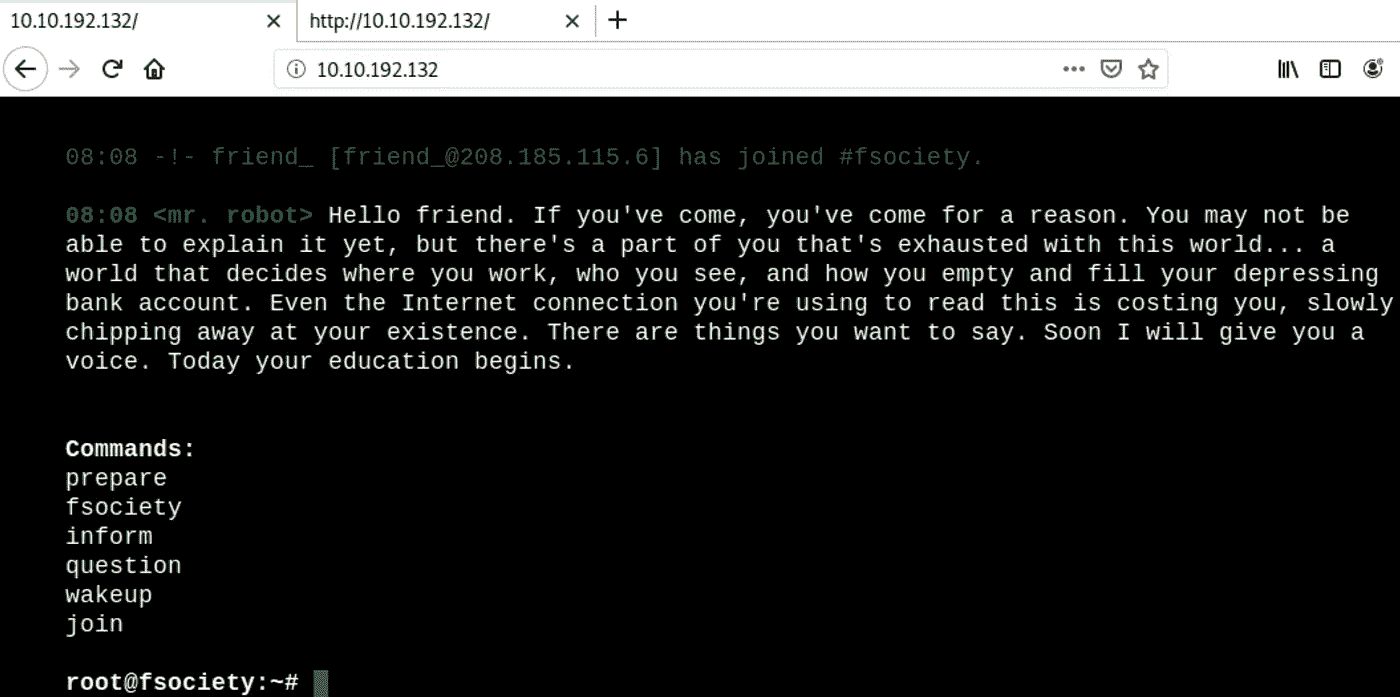 10.10.192.132/
http://10.10.192.132/
10.10.192.132
08:08 -!- friend_ [friend_@208.185.115.6] has joined #fsociety.
08:08 <mr. robot> Hello friend. If you've come, you've come for a reason. You may not be
able to explain it yet, but there's a part of you that's exhausted with this world... a
world that decides where you work, who you see, and how you empty and fill your depressing
bank account. Even the Internet connection you're using to read this is costing you, slowly
chipping away at your existence. There are things you want to say. Soon I will give you a
voice. Today your education begins.
Commands:
prepare
fsociety
inform
question
wakeup
join
root@fsociety:~#